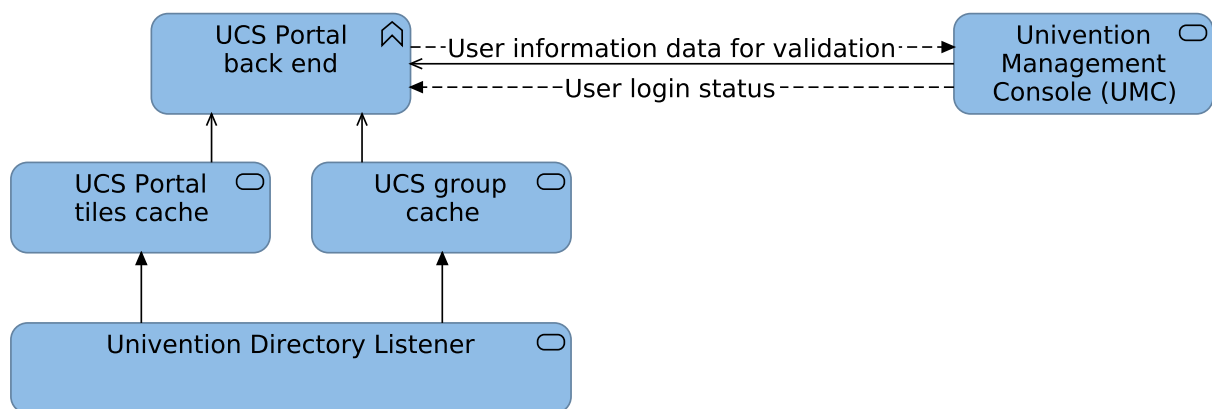 UCS Portal
back end
User information data for validation
User login status
Univention
Management
Console (UMC)
UCS Portal
tiles cache
UCS group
cache
Univention Directory Listener